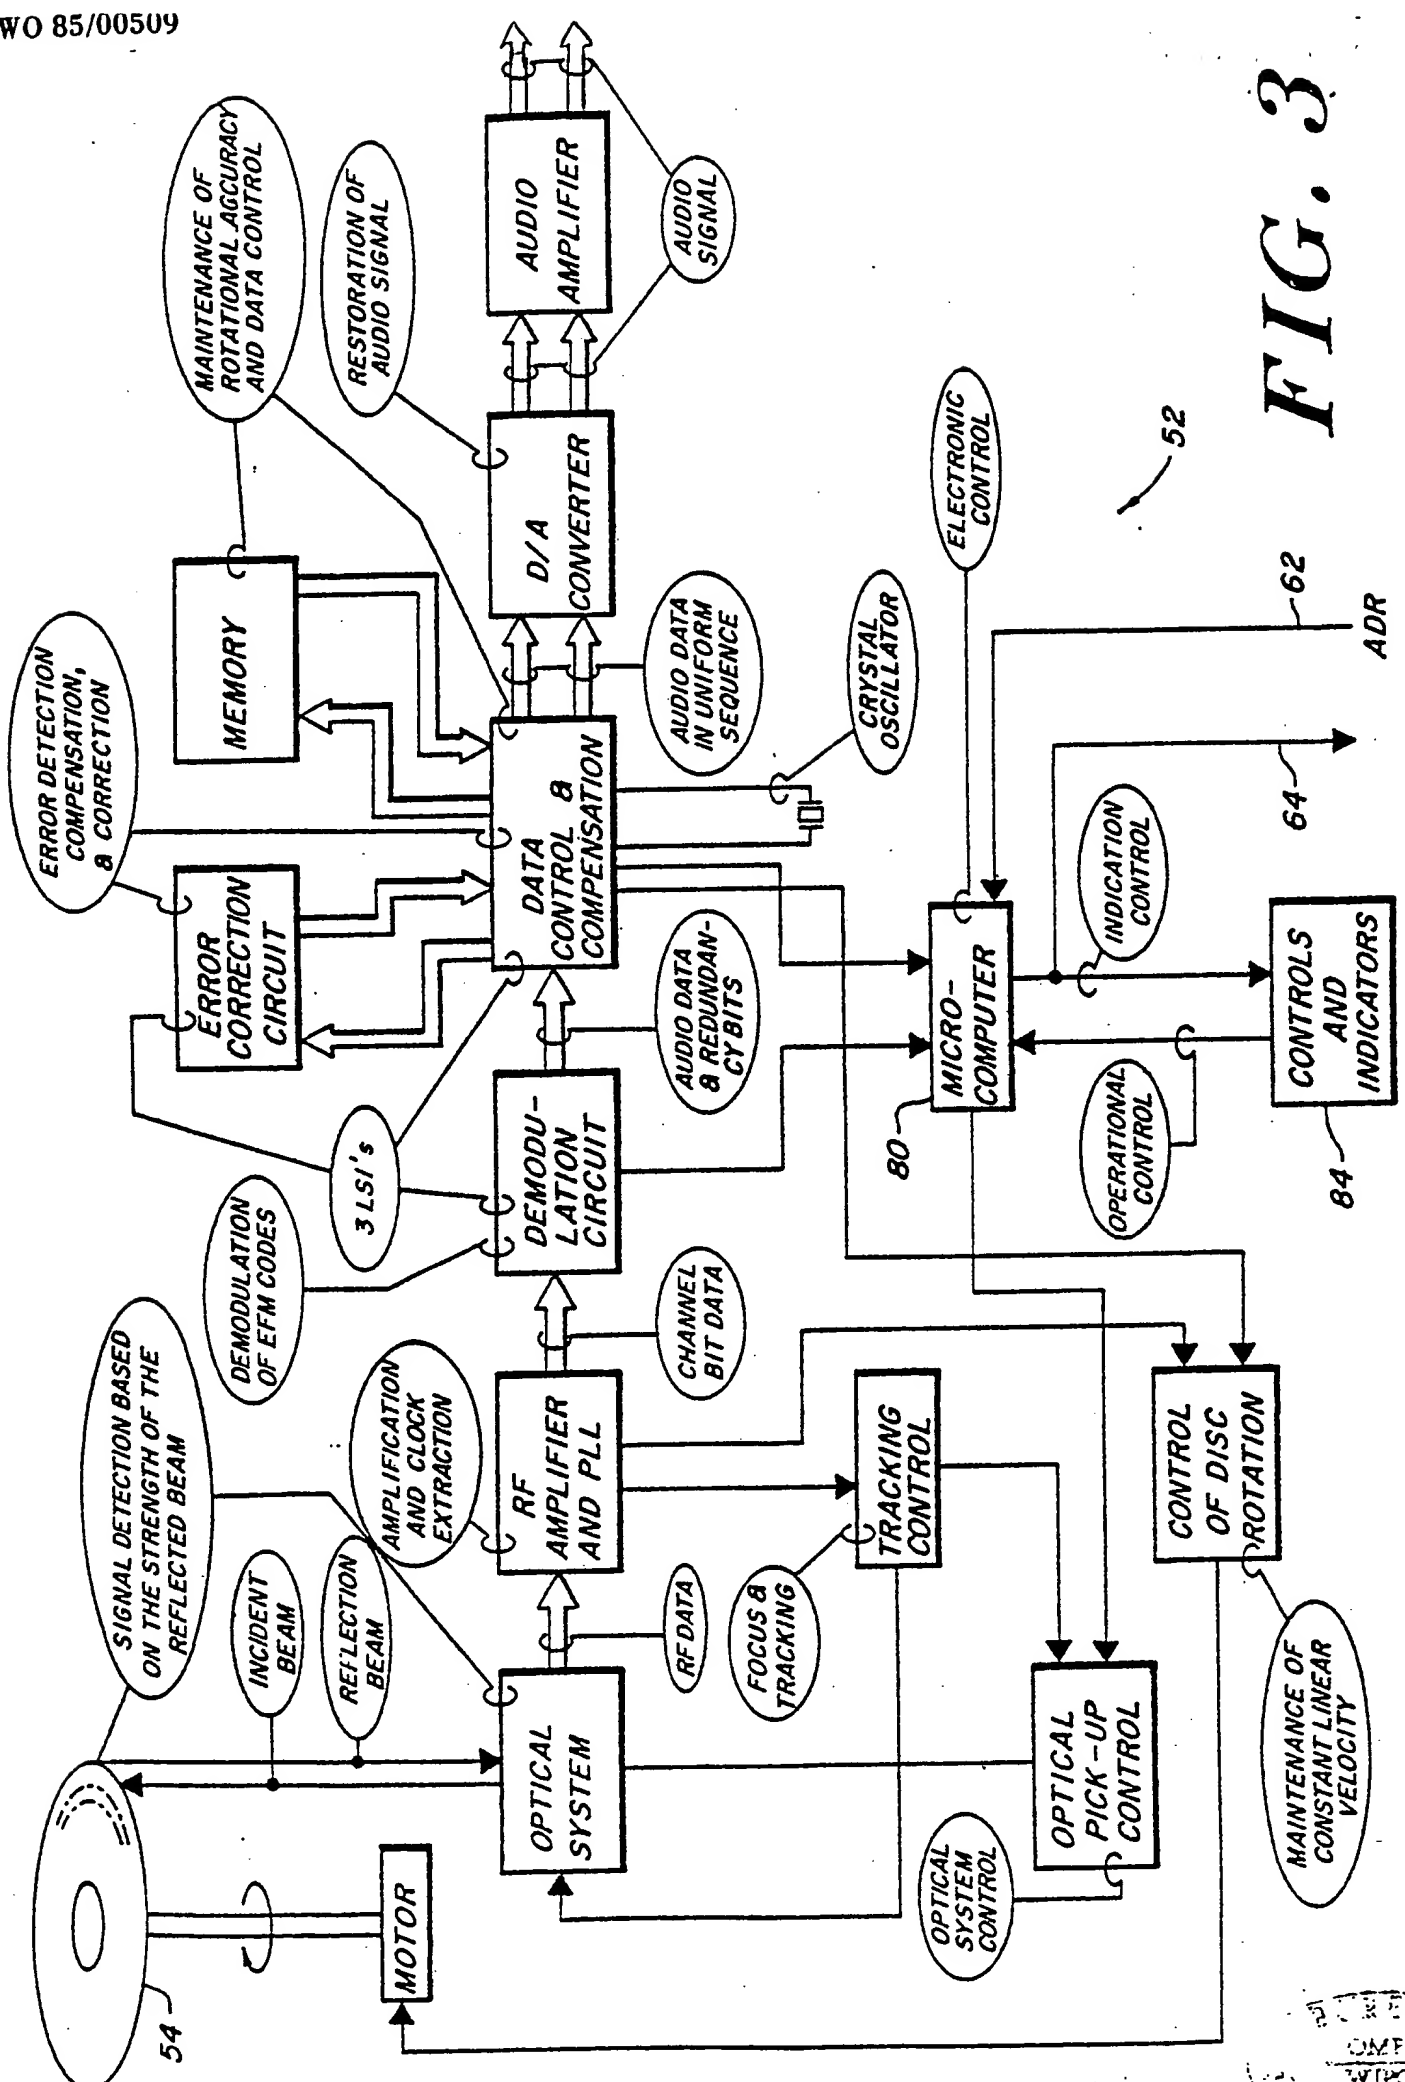 WO 85/00509
FIG. 3
52
54
SIGNAL DETECTION BASED
ON THE STRENGTH OF THE
REFLECTED BEAM
INCIDENT
BEAM
REFLECTION
BEAM
MOTOR
OPTICAL
SYSTEM
RF DATA
AMPLIFICATION
AND CLOCK
EXTRACTION
RF
AMPLIFIER
AND PLL
CHANNEL
BIT DATA
DEMODULATION
OF EFM CODES
3 LSI's
DEMODU-
LATION
CIRCUIT
AUDIO DATA
& REDUNDAN-
CY BITS
ERROR DETECTION
COMPENSATION,
& CORRECTION
ERROR
CORRECTION
CIRCUIT
MEMORY
DATA
CONTROL &
COMPENSATION
MAINTENANCE OF
ROTATIONAL ACCURACY
AND DATA CONTROL
RESTORATION OF
AUDIO SIGNAL
AUDIO DATA
IN UNIFORM
SEQUENCE
D/A
CONVERTER
AUDIO
AMPLIFIER
AUDIO
SIGNAL
CRYSTAL
OSCILLATOR
ELECTRONIC
CONTROL
FOCUS &
TRACKING
TRACKING
CONTROL
80
MICRO-
COMPUTER
OPTICAL
SYSTEM
CONTROL
OPTICAL
PICK-UP
CONTROL
CONTROL
OF DISC
ROTATION
MAINTENANCE OF
CONSTANT LINEAR
VELOCITY
OPERATIONAL
CONTROL
INDICATION
CONTROL
84
CONTROLS
AND
INDICATORS
64
62
ADR